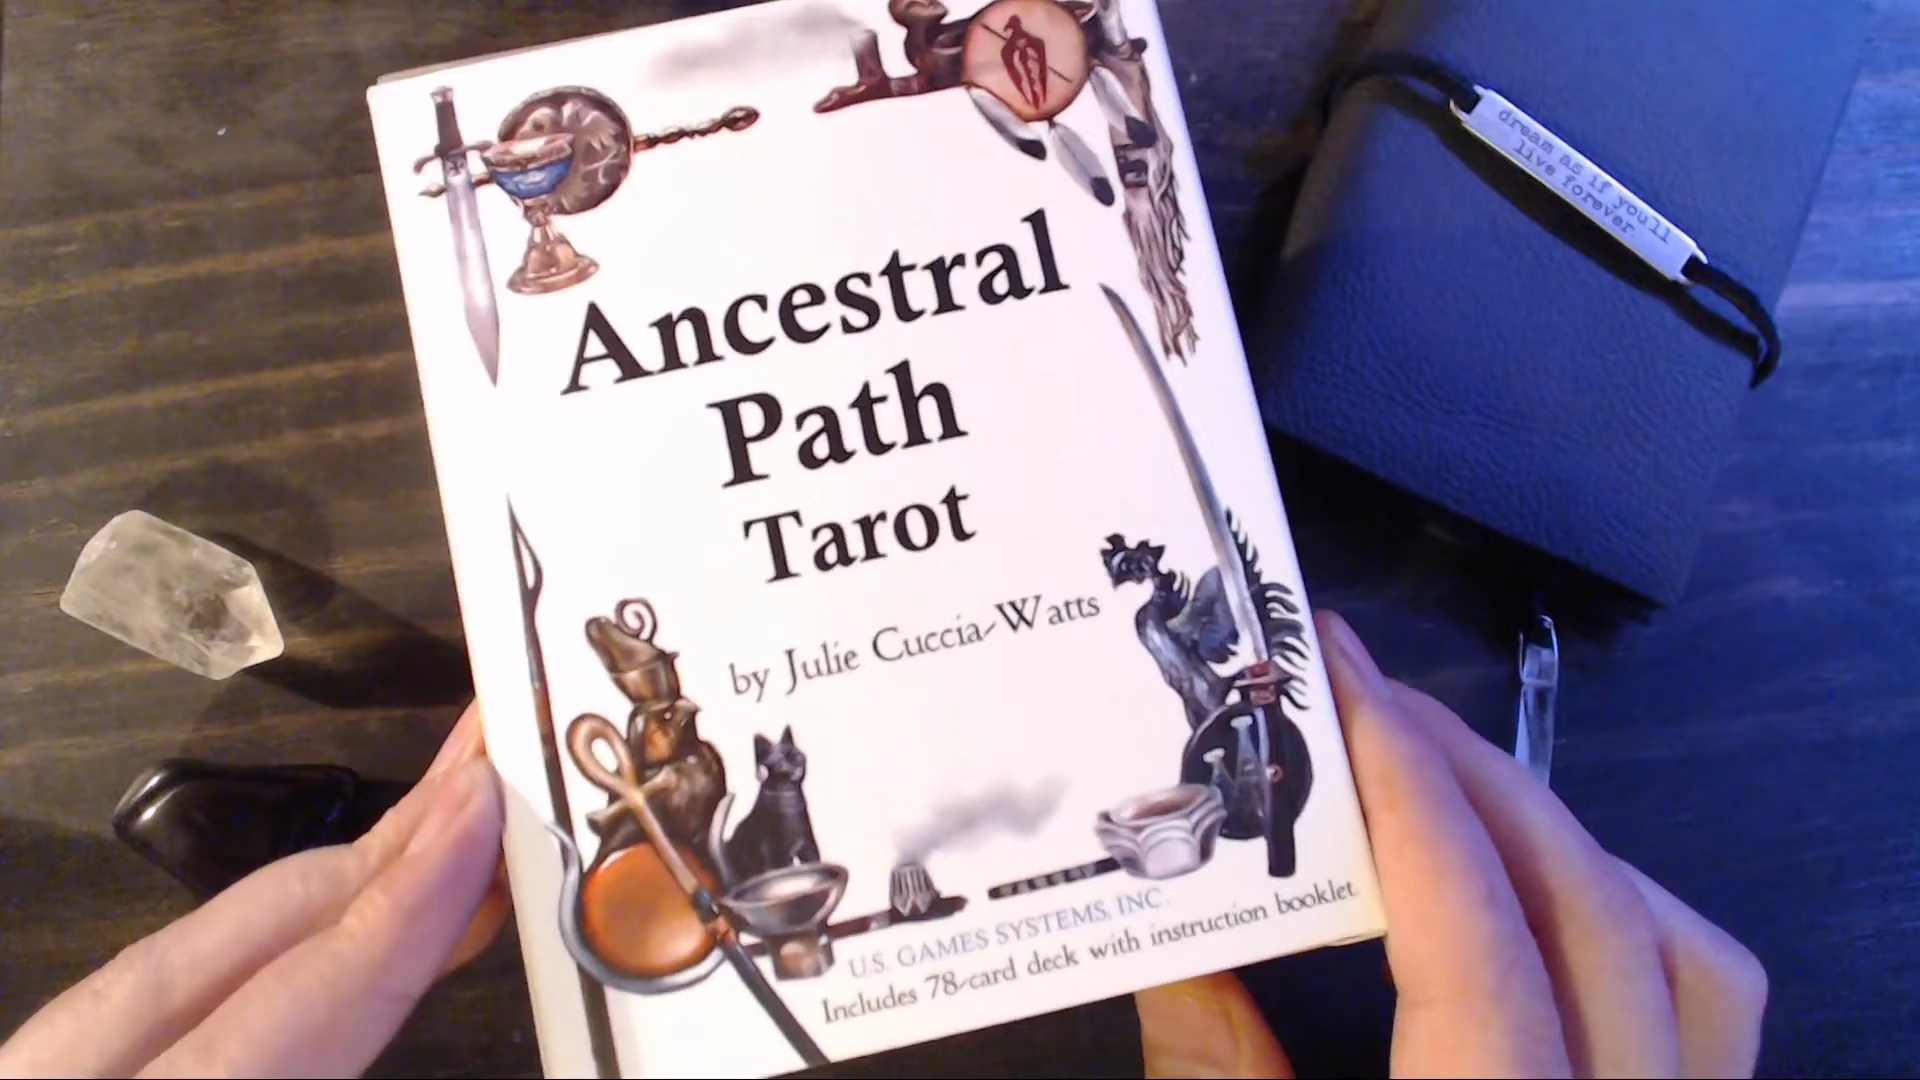 Ancestral
Path
Tarot
by Julie Cuccia-Watts
U.S. GAMES SYSTEMS, INC.
Includes 78-card deck with instruction booklet.
dream as if you'll
live forever